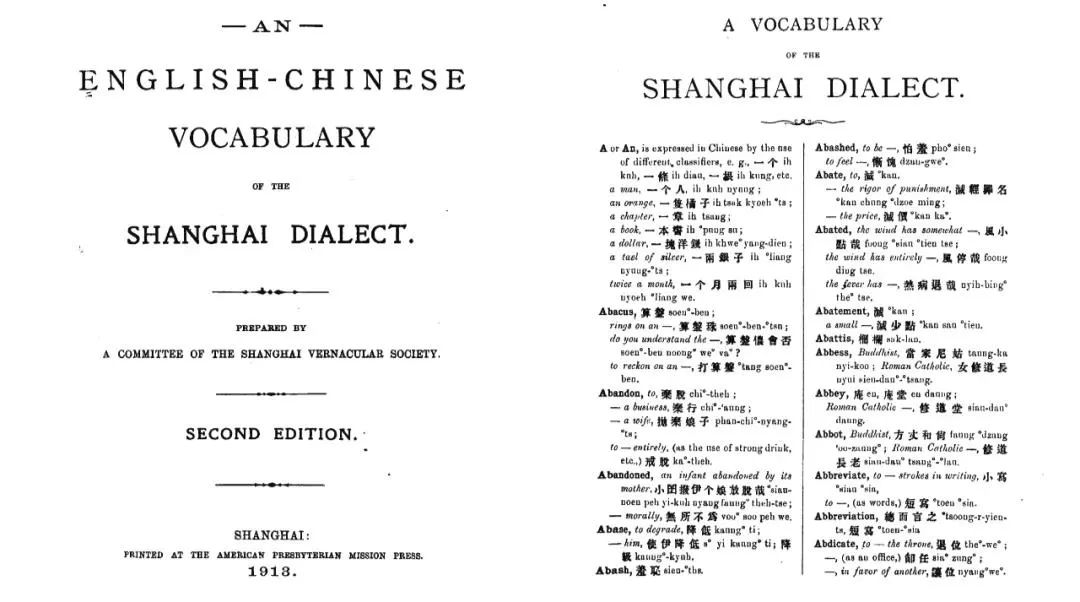 — AN —
ENGLISH-CHINESE
VOCABULARY
OF THE
SHANGHAI DIALECT.
PREPARED BY
A COMMITTEE OF THE SHANGHAI VERNACULAR SOCIETY.
SECOND EDITION.
SHANGHAI:
PRINTED AT THE AMERICAN PRESBYTERIAN MISSION PRESS.
1913.
A VOCABULARY
OF THE
SHANGHAI DIALECT.
A or An, is expressed in Chinese by the use
of different, classifiers, e. g., 一个 ih
kuh, 一條 ih diau, 一級 ih kung, etc.
a man, 一个人, ih kuh nyung;
an orange, 一隻橘子 ih tsak kyoeh °ts;
a chapter, 一章 ih tsang;
a book, 一本書 ih °pung su;
a dollar, 一塊洋錢 ih khwe° yang-dien;
a tael of silver, 一兩銀子 ih °liang
nyung-°ts;
twice a month, 一个月兩回 ih kuh
nyoeh °liang we.
Abacus, 算盤 soen°-ben;
rings on an —, 算盤珠 soen°-ben-°tsu;
do you understand the —, 算盤儂會否
soen°-ben noong° we° va°?
to reckon on an —, 打算盤 °tang soen°-
ben.
Abandon, to, 棄脫 chi°-theh;
— a business, 棄行 chi°-'aung;
— a wife, 拋棄娘子 phau-chi°-nyang-
°ts;
to — entirely, (as the use of strong drink,
etc.,) 戒脫 ka°-theh.
Abandoned, an infant abandoned by its
mother, 小囡撥伊个娘放脫哉 °siau-
noen peh yi-kuh nyang faung° theh-tse;
— morally, 無所不爲 vou° soo peh we.
Abase, to degrade, 降低 kaung° ti;
— him, 使伊降低 s° yi kaung° ti; 降
級 kaung°-kyih.
Abash, 羞恥 sieu-°ths.
Abashed, to be —, 怕羞 pho° sieu;
to feel —, 慚愧 dzan-gwe°.
Abate, to, 減 °kan.
— the rigor of punishment, 減輕罪名
°kan chung °dzoe ming;
— the price, 減價 °kan ka°.
Abated, the wind has somewhat —, 風小
點哉 foong °siau °tien tse;
the wind has entirely —, 風停哉 foong
ding tse.
the fever has —, 熱病退哉 nyih-bing°
the° tse.
Abatement, 減 °kan;
a small —, 減少點 °kan sau °tien.
Abattis, 柵欄 sak-lan.
Abbess, Buddhist, 當家尼姑 taung-ka
nyi-koo; Roman Catholic, 女修道長
nyui sieu-dau°-°tsang.
Abbey, 庵 en, 庵堂 en daung;
Roman Catholic —, 修道堂 siau-dau°
daung.
Abbot, Buddhist, 方丈和尚 faung °dzang
'oo-zaung°; Roman Catholic —, 修道
長老 siau-dau° tsang°-°lau.
Abbreviate, to — strokes in writing, 小寫
°siau °sia,
to —, (as words,) 短寫 °toen °sia.
Abbreviation, 總而言之 °tsoong-r-yien-
ts, 短寫 °toen-°sia
Abdicate, to — the throne, 退位 the°-we°;
—, (as an office,) 卸任 sia° zung°;
—, in favor of another, 讓位 nyang° we°.